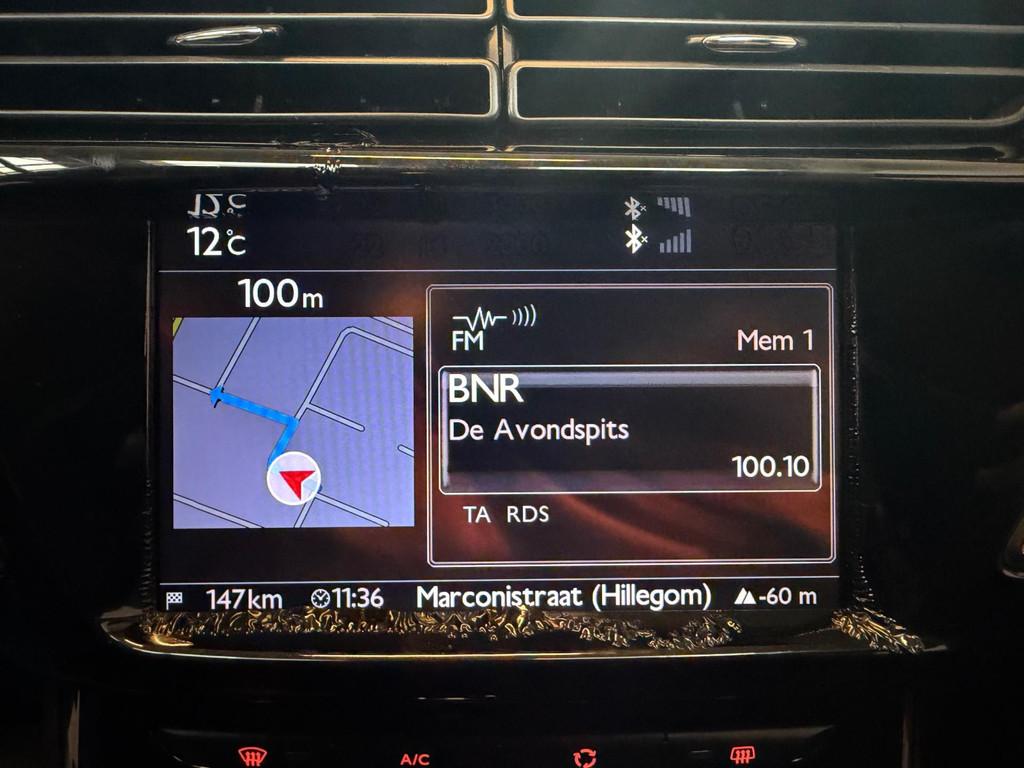 12°C
100m
FM
Mem 1
BNR
De Avondspits
100.10
TA RDS
147km 11:36 Marconistraat (Hillegom) -60 m
A/C